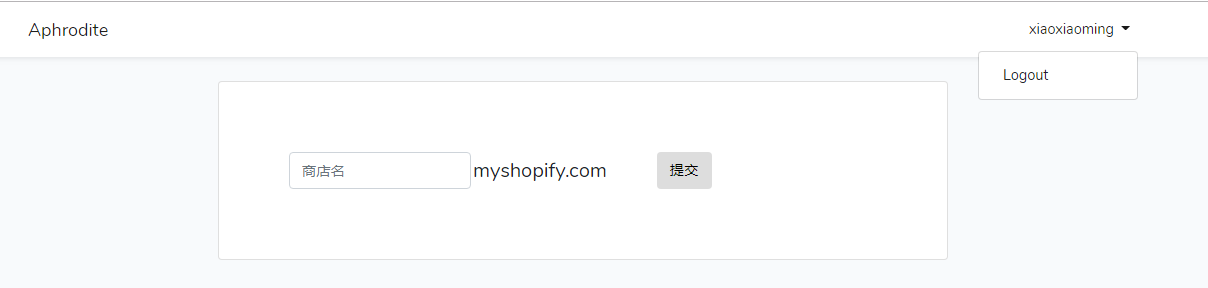 Aphrodite
xiaoxiaoming
Logout
商店名 myshopify.com 提交